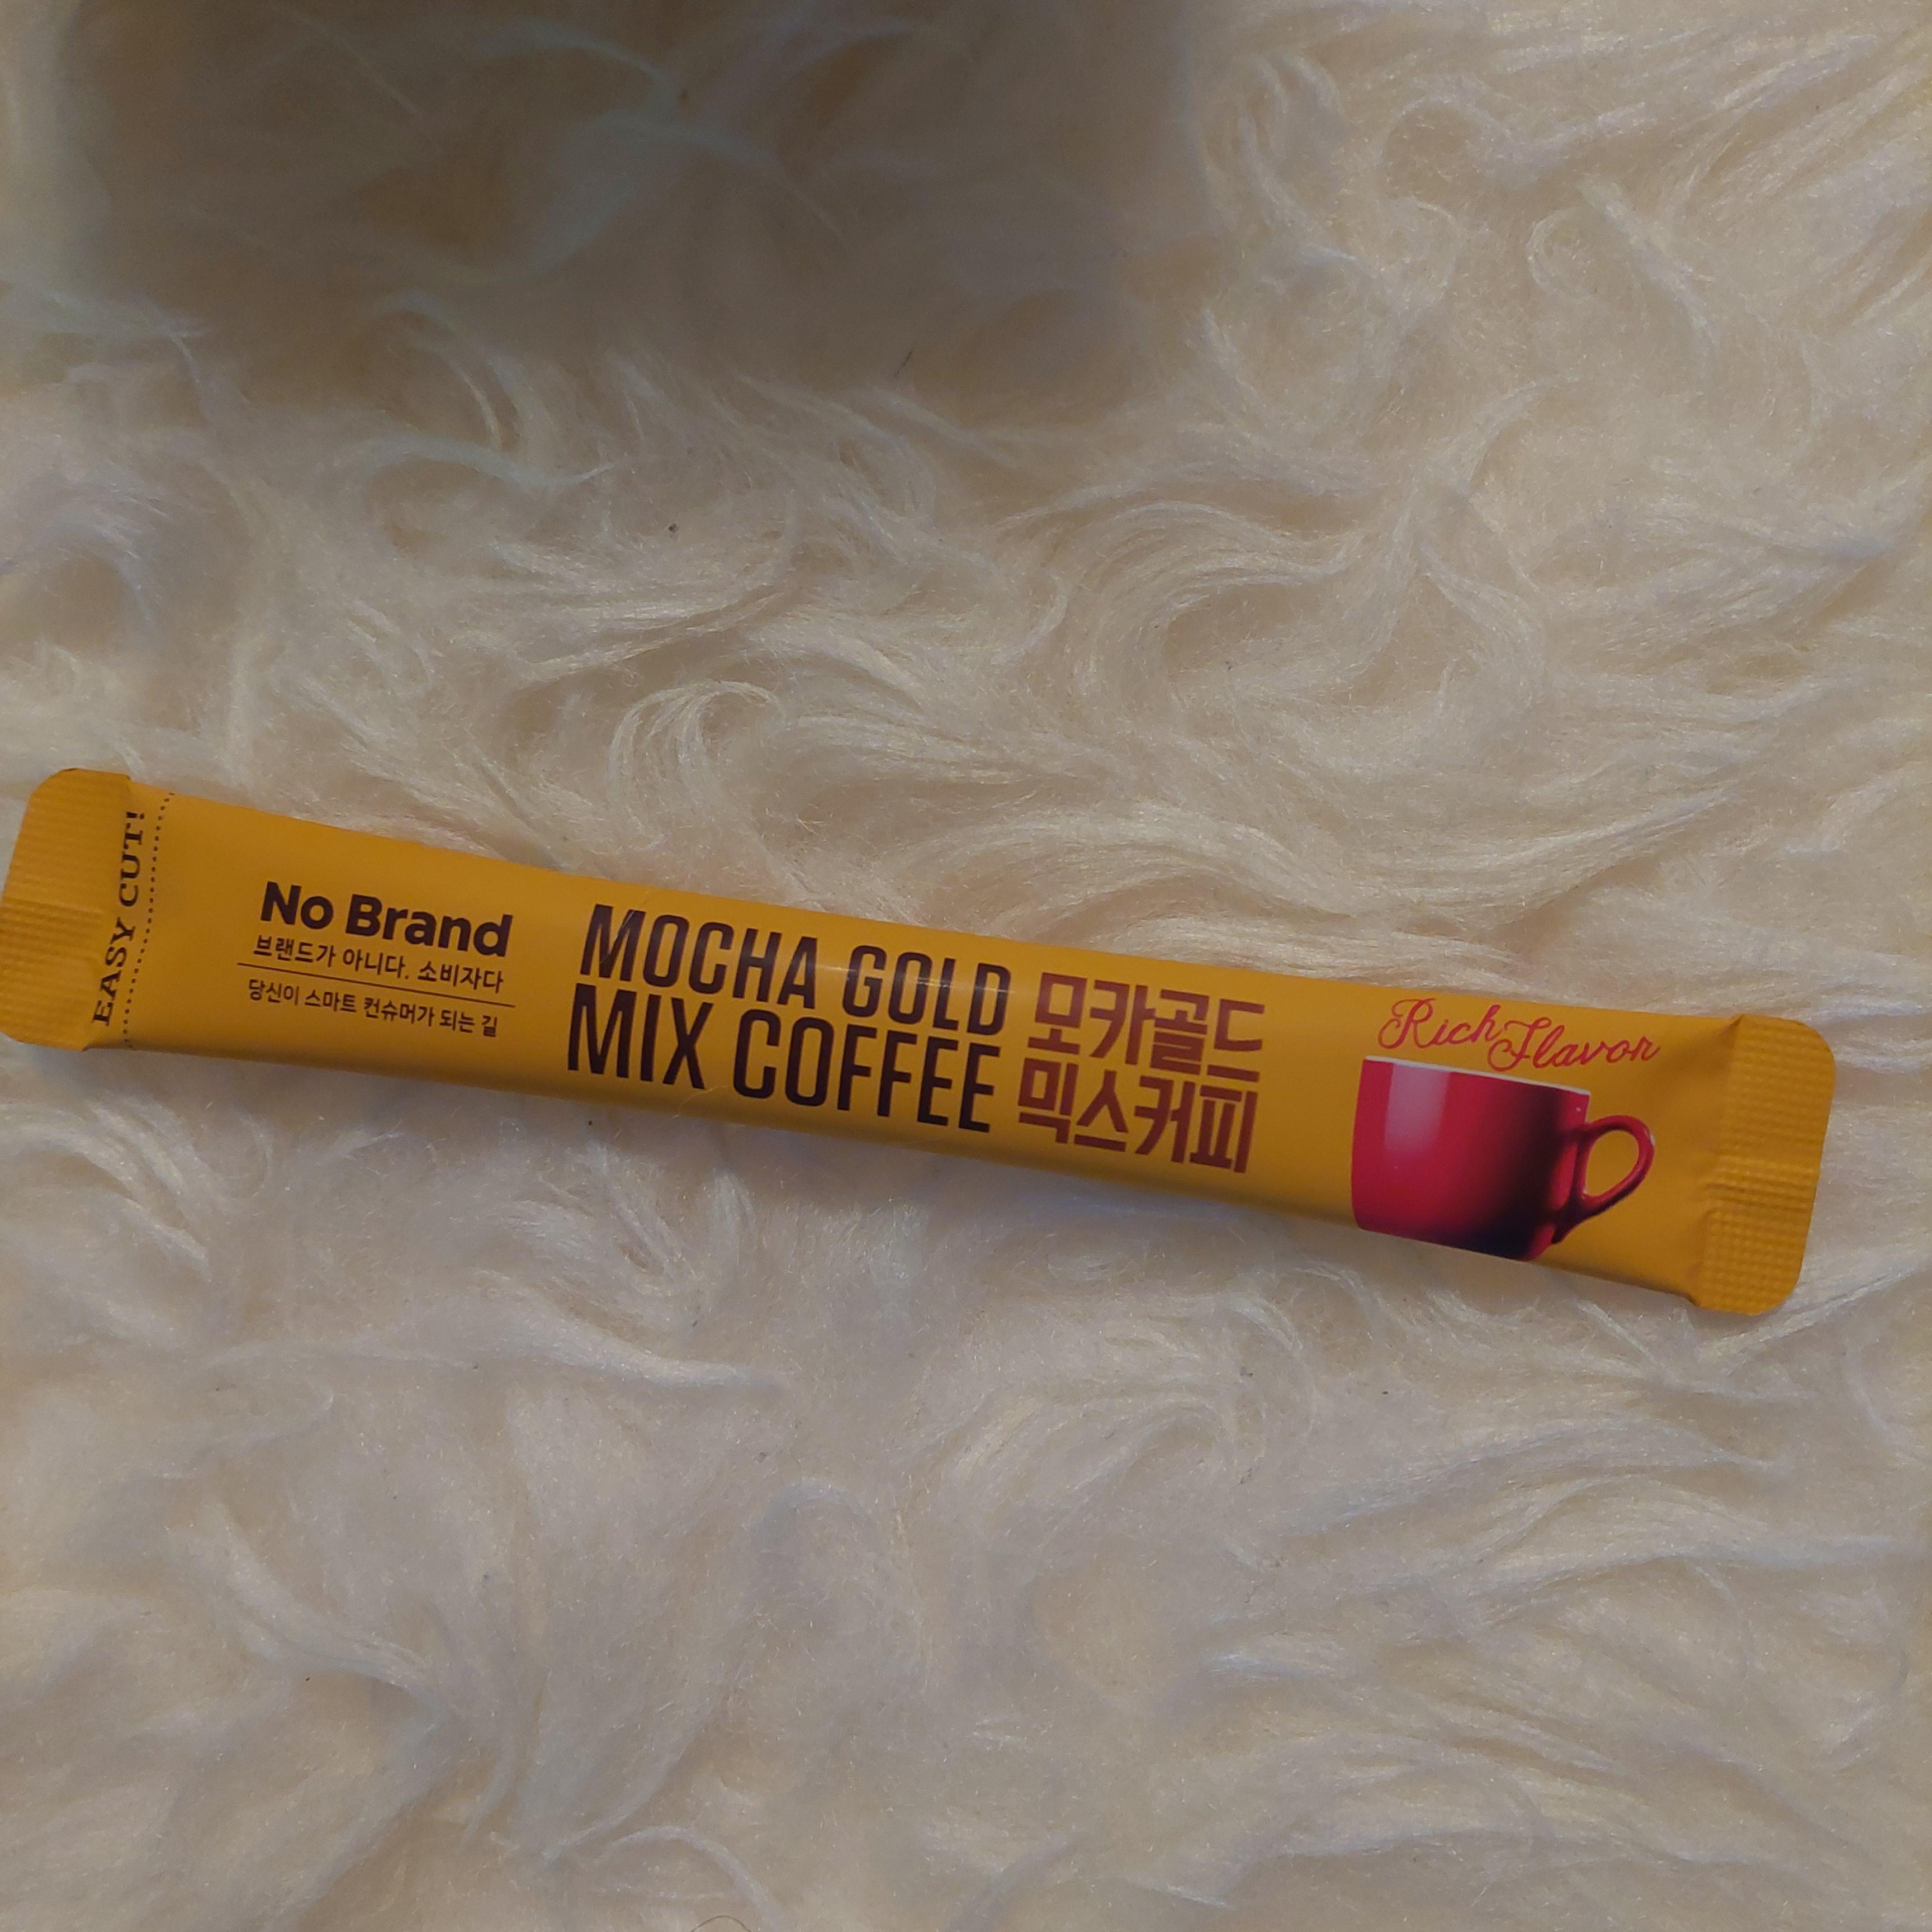 EASY CUT!
No Brand
브랜드가 아니다. 소비자다
당신이 스마트 컨슈머가 되는 길
MOCHA GOLD
MIX COFFEE
모카골드
믹스커피
Rich Flavor